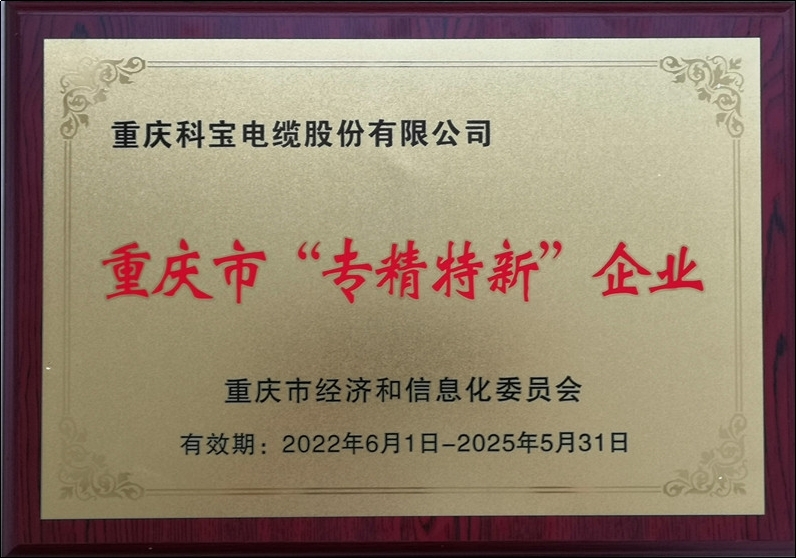 重庆科宝电缆股份有限公司
重庆市“专精特新”企业
重庆市经济和信息化委员会
有效期：2022年6月1日-2025年5月31日